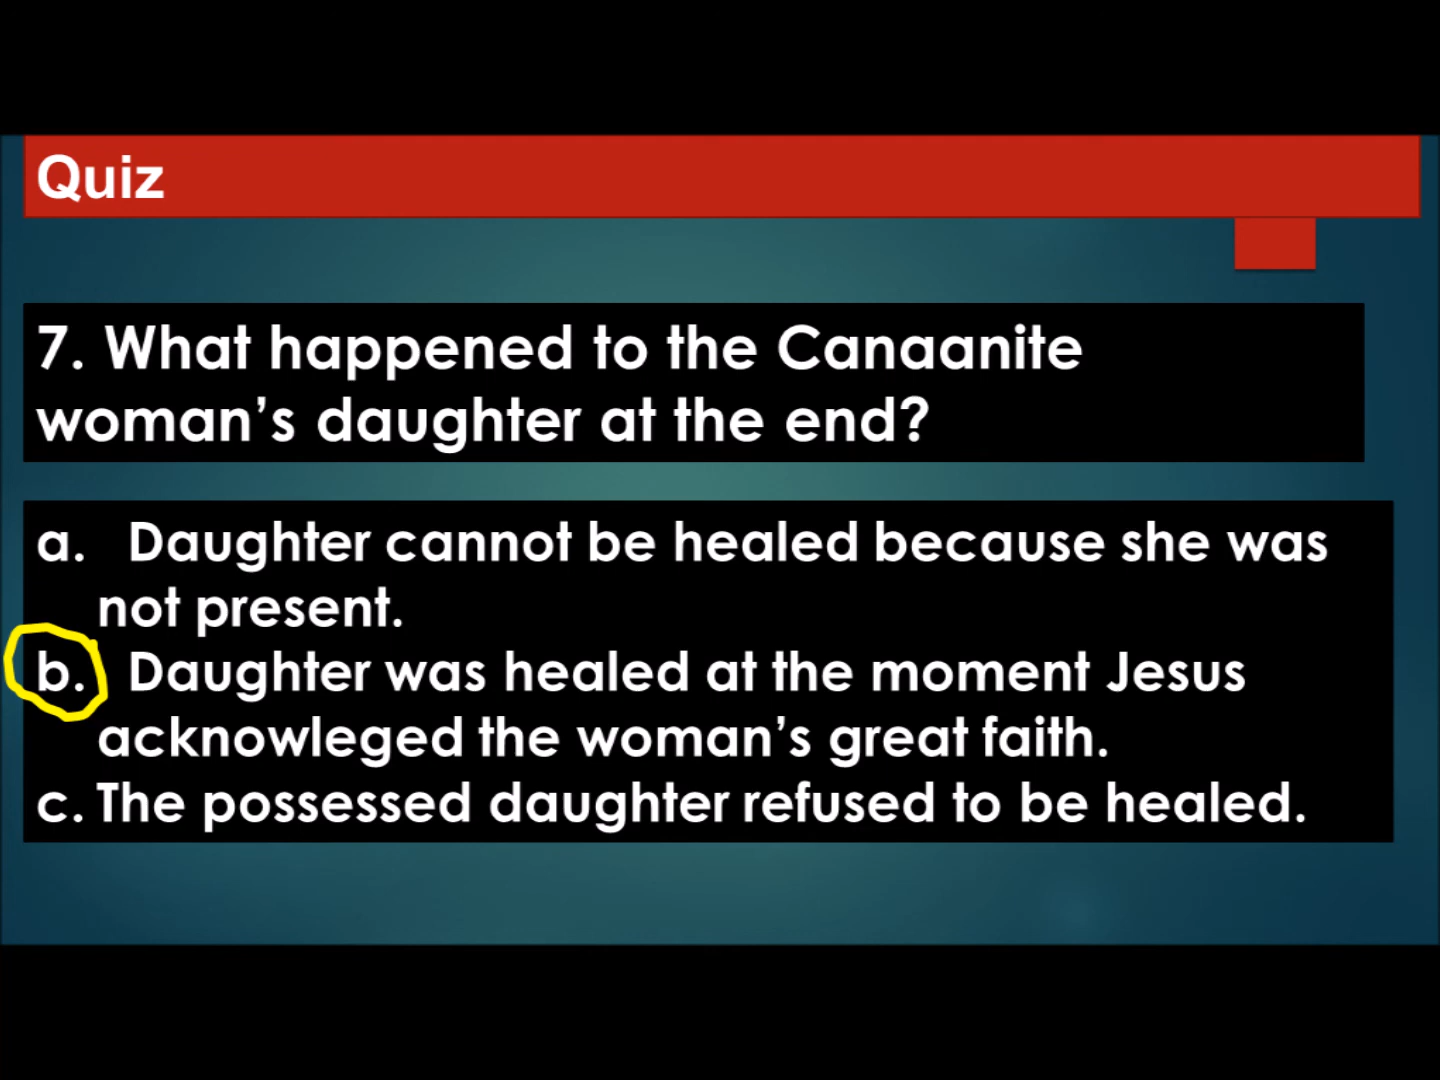 Quiz
7. What happened to the Canaanite
woman’s daughter at the end?
a. Daughter cannot be healed because she was
not present.
b. Daughter was healed at the moment Jesus
acknowleged the woman’s great faith.
c. The possessed daughter refused to be healed.